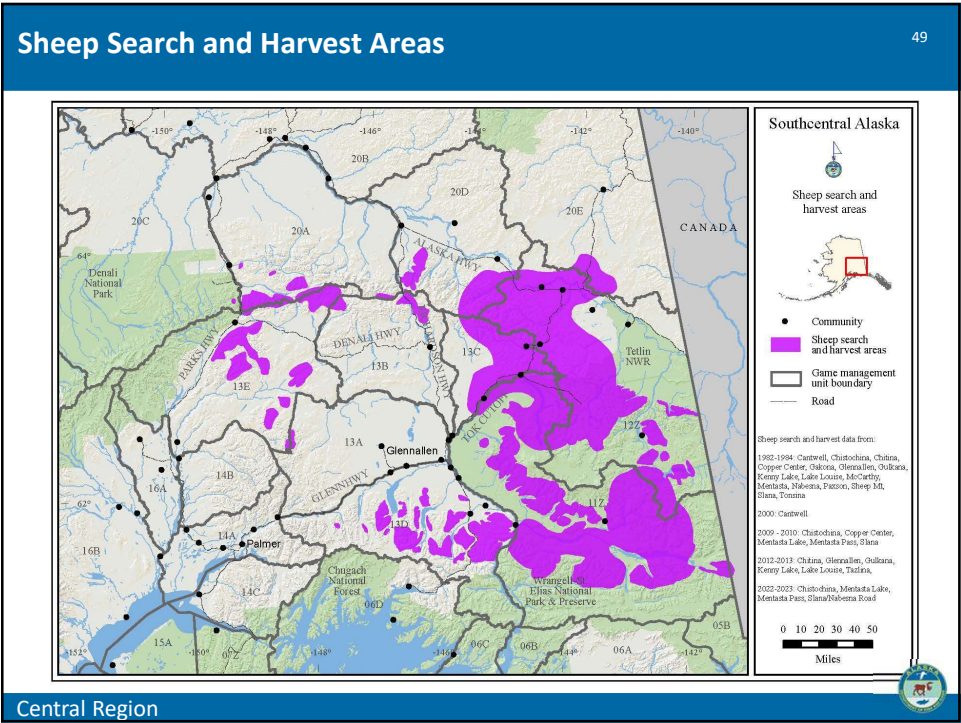 Sheep Search and Harvest Areas
49
-150°
-148°
-146°
-144°
-142°
-140°
20B
20D
20E
20C
20A
CANADA
64°
Denali
National
Park
ALASKA HWY
PARKS HWY
DENALI HWY
RICHARDSON HWY
13C
Tetlin
NWR
13B
13E
TOK CUTOFF
12Z
13A
Glennallen
14B
GLENNHWY
16A
62°
11Z
13D
14A
Palmer
16B
Chugach
National
Forest
Wrangell-St
Elias National
Park & Preserve
14C
06D
05B
15A
07Z
06C
06B
06A
-152°
-150°
-148°
-146°
-144°
-142°
Southcentral Alaska
Sheep search and
harvest areas
Community
Sheep search
and harvest areas
Game management
unit boundary
Road
Sheep search and harvest data from:
1982-1984: Cantwell, Chistochina, Chitina,
Copper Center, Gakona, Glennallen, Gulkana,
Kenny Lake, Lake Louise, McCarthy,
Mentasta, Nabesna, Paxson, Sheep Mt,
Slana, Tonsina
2000: Cantwell
2009 - 2010: Chistochina, Copper Center,
Mentasta Lake, Mentasta Pass, Slana
2012-2013: Chitina, Glennallen, Gulkana,
Kenny Lake, Lake Louise, Tazlina,
2022-2023: Chistochina, Mentasta Lake,
Mentasta Pass, Slana/Nabesna Road
0 10 20 30 40 50
Miles
Central Region